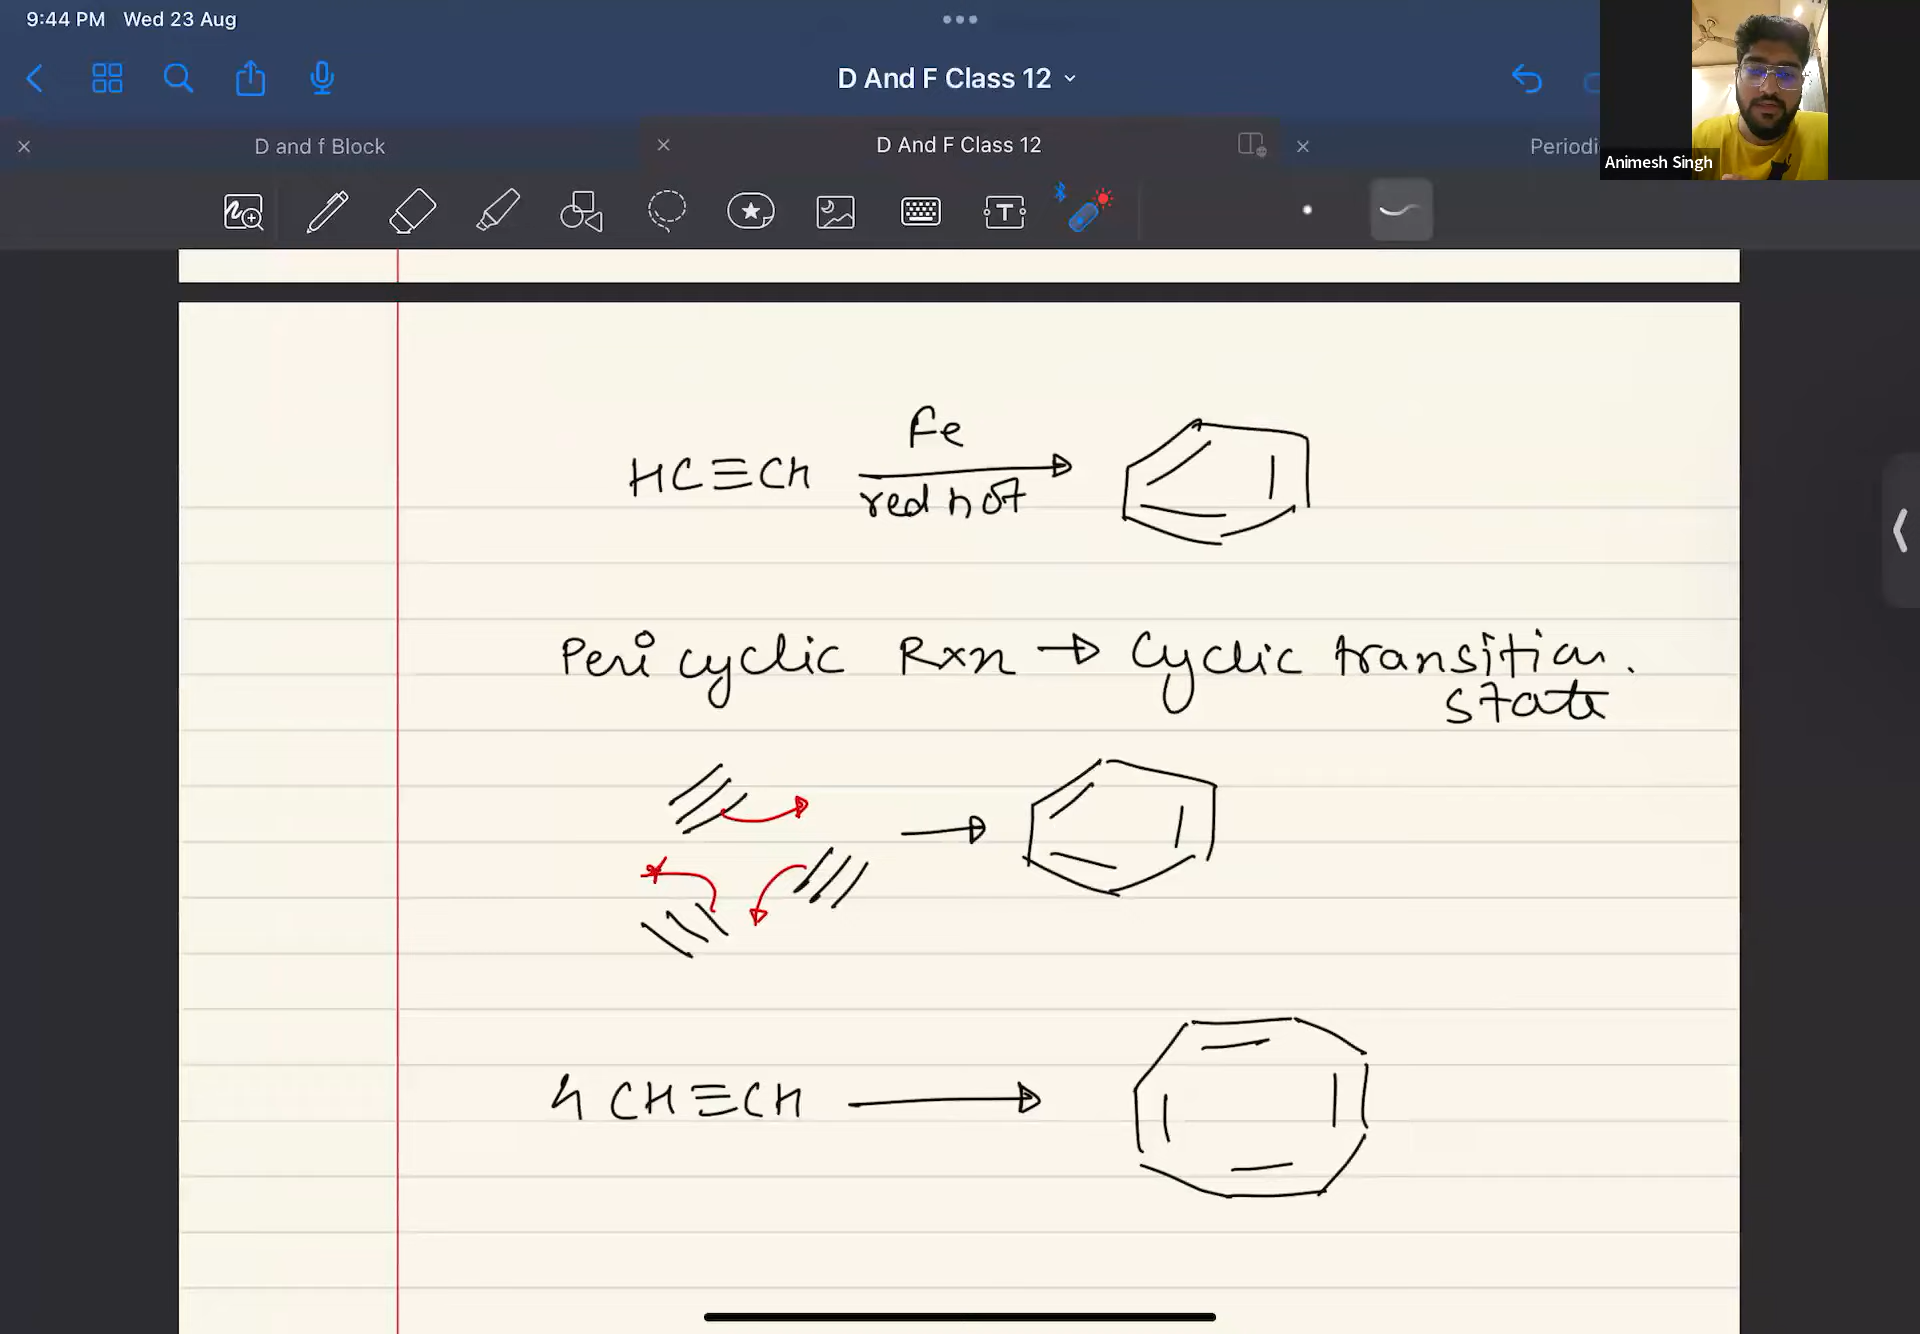 9:44 PM Wed 23 Aug
D And F Class 12
D and f Block
D And F Class 12
Periodi
Animesh Singh
T
Fe
HC≡CH
red hot
Peri cyclic Rxn → Cyclic transition.
state
→
4 CH≡CH →